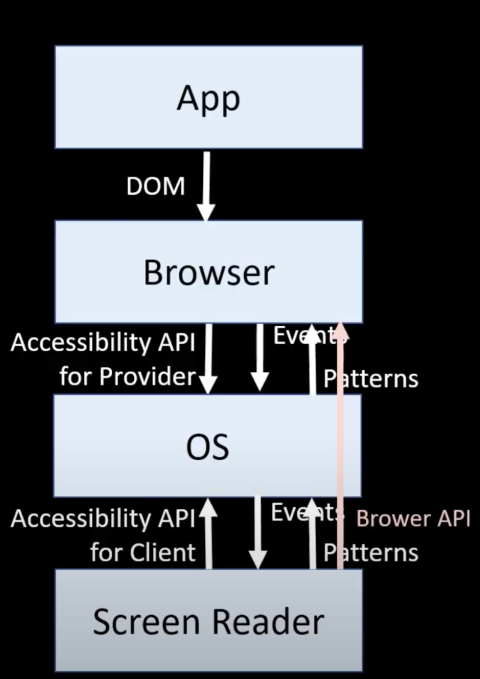 App
DOM
Browser
Accessibility API
for Provider
Events
Patterns
OS
Accessibility API
for Client
Events
Patterns
Brower API
Screen Reader